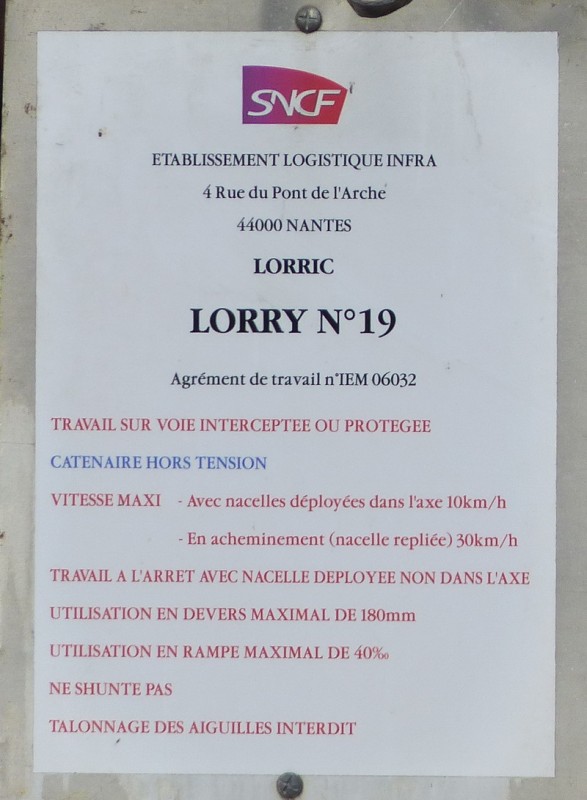 SNCF
ETABLISSEMENT LOGISTIQUE INFRA
4 Rue du Pont de l'Arche
44000 NANTES
LORRIC
LORRY N°19
Agrément de travail n°IEM 06032
TRAVAIL SUR VOIE INTERCEPTEE OU PROTEGEE
CATENAIRE HORS TENSION
VITESSE MAXI - Avec nacelles déployées dans l'axe 10km/h
- En acheminement (nacelle repliée) 30km/h
TRAVAIL A L'ARRET AVEC NACELLE DEPLOYEE NON DANS L'AXE
UTILISATION EN DEVERS MAXIMAL DE 180mm
UTILISATION EN RAMPE MAXIMAL DE 40‰
NE SHUNTE PAS
TALONNAGE DES AIGUILLES INTERDIT